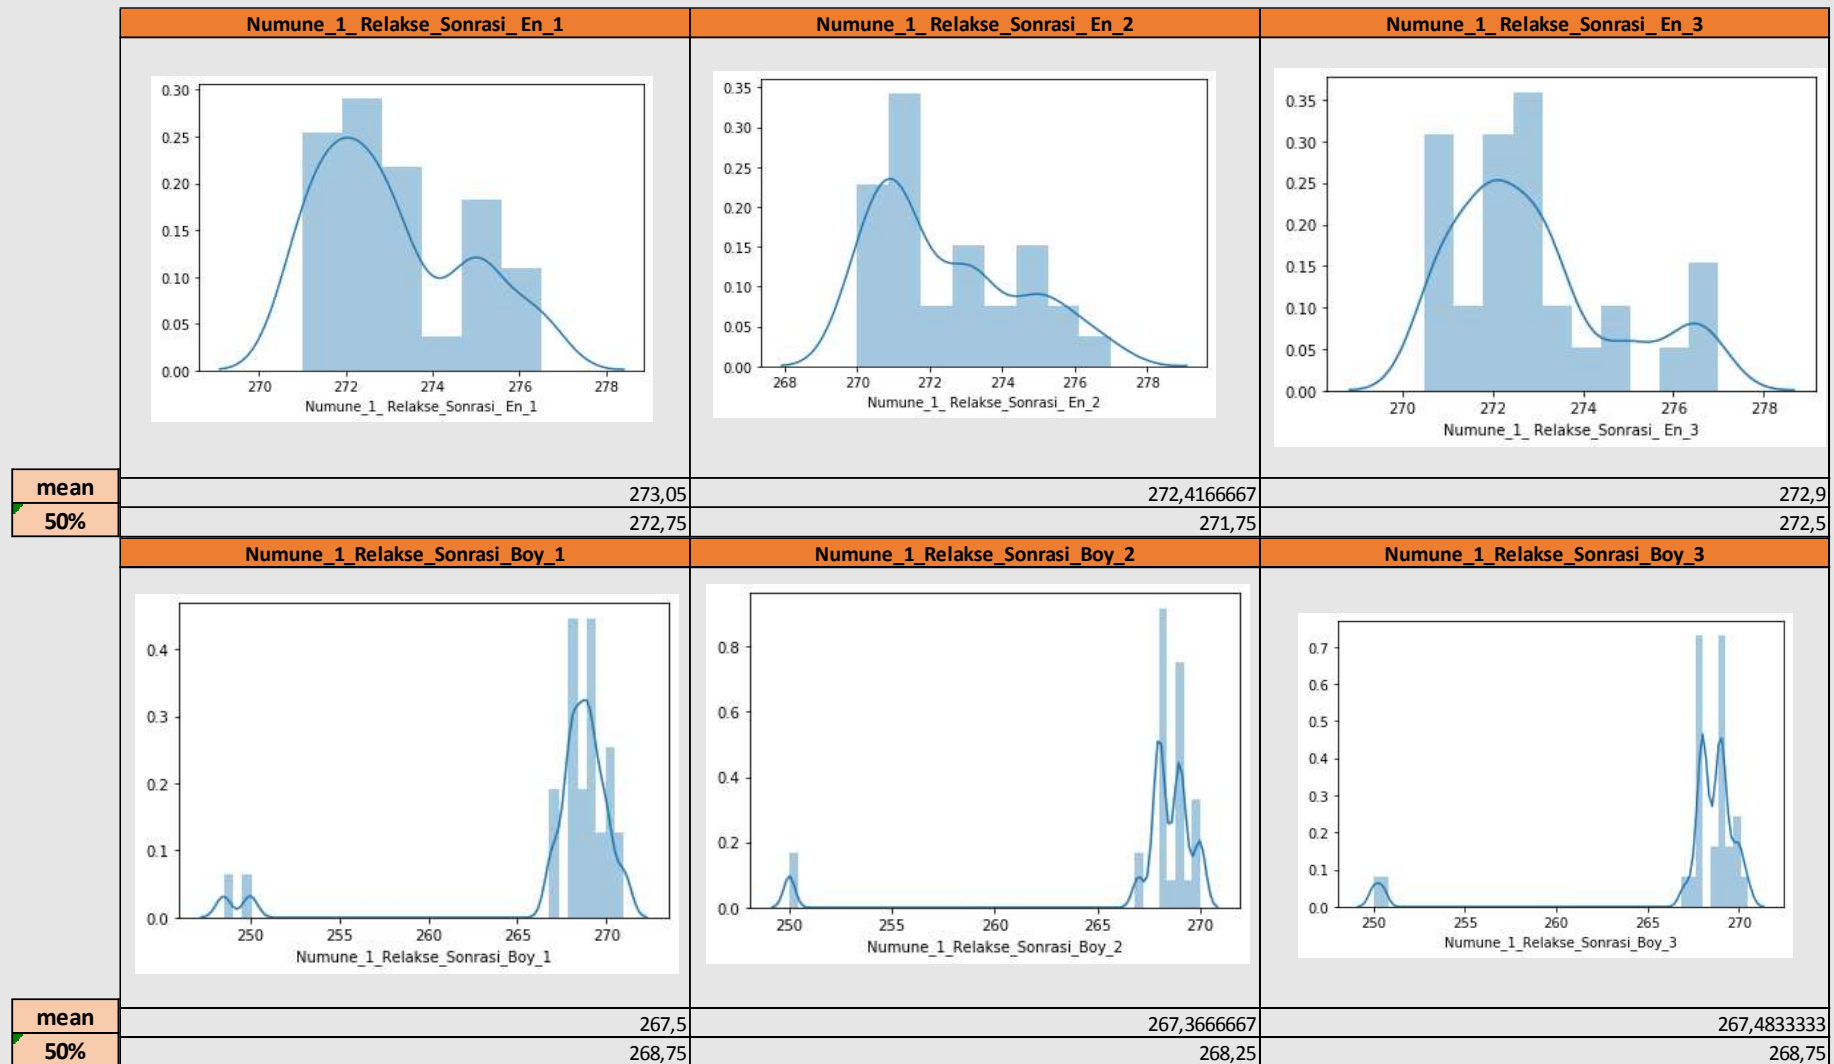 Numune_1_ Relakse_Sonrasi_ En_1 Numune_1_ Relakse_Sonrasi_ En_2 Numune_1_ Relakse_Sonrasi_ En_3
0.30
0.25
0.20
0.15
0.10
0.05
0.00
270 272 274 276 278
Numune_1_ Relakse_Sonrasi_ En_1
0.35
0.30
0.25
0.20
0.15
0.10
0.05
0.00
268 270 272 274 276 278
Numune_1_ Relakse_Sonrasi_ En_2
0.35
0.30
0.25
0.20
0.15
0.10
0.05
0.00
270 272 274 276 278
Numune_1_ Relakse_Sonrasi_ En_3
mean 273,05 272,4166667 272,9
50% 272,75 271,75 272,5
Numune_1_Relakse_Sonrasi_Boy_1 Numune_1_Relakse_Sonrasi_Boy_2 Numune_1_Relakse_Sonrasi_Boy_3
0.4
0.3
0.2
0.1
0.0
250 255 260 265 270
Numune_1_Relakse_Sonrasi_Boy_1
0.8
0.6
0.4
0.2
0.0
250 255 260 265 270
Numune_1_Relakse_Sonrasi_Boy_2
0.7
0.6
0.5
0.4
0.3
0.2
0.1
0.0
250 255 260 265 270
Numune_1_Relakse_Sonrasi_Boy_3
mean 267,5 267,3666667 267,4833333
50% 268,75 268,25 268,75